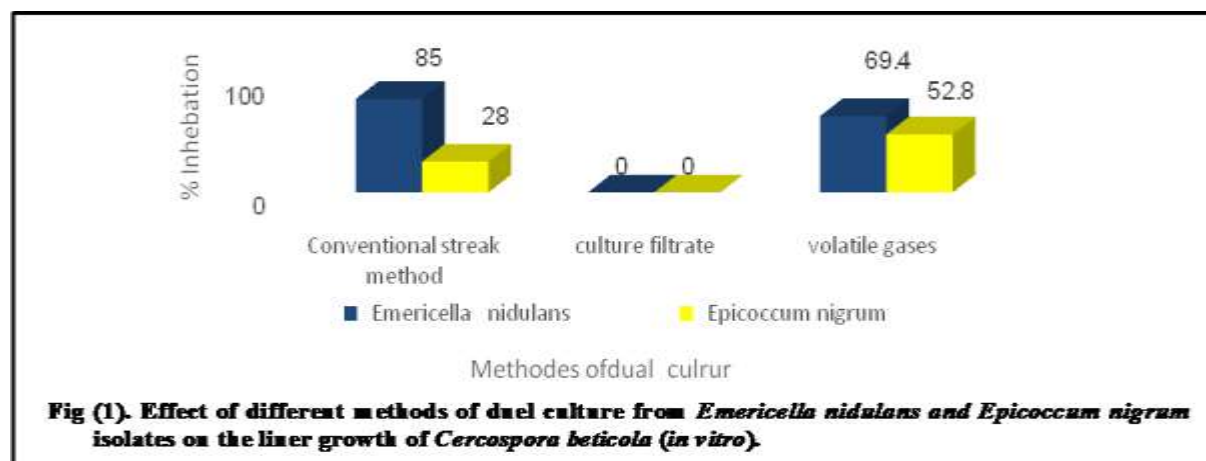 % Inhebation
100
0
85
28
0
0
69.4
52.8
Conventional streak
method
culture filtrate
volatile gases
Emericella nidulans
Epicoccum nigrum
Methodes ofdual culrur
Fig (1). Effect of different methods of duel culture from Emericella nidulans and Epicoccum nigrum
isolates on the liner growth of Cercospora beticola (in vitro).